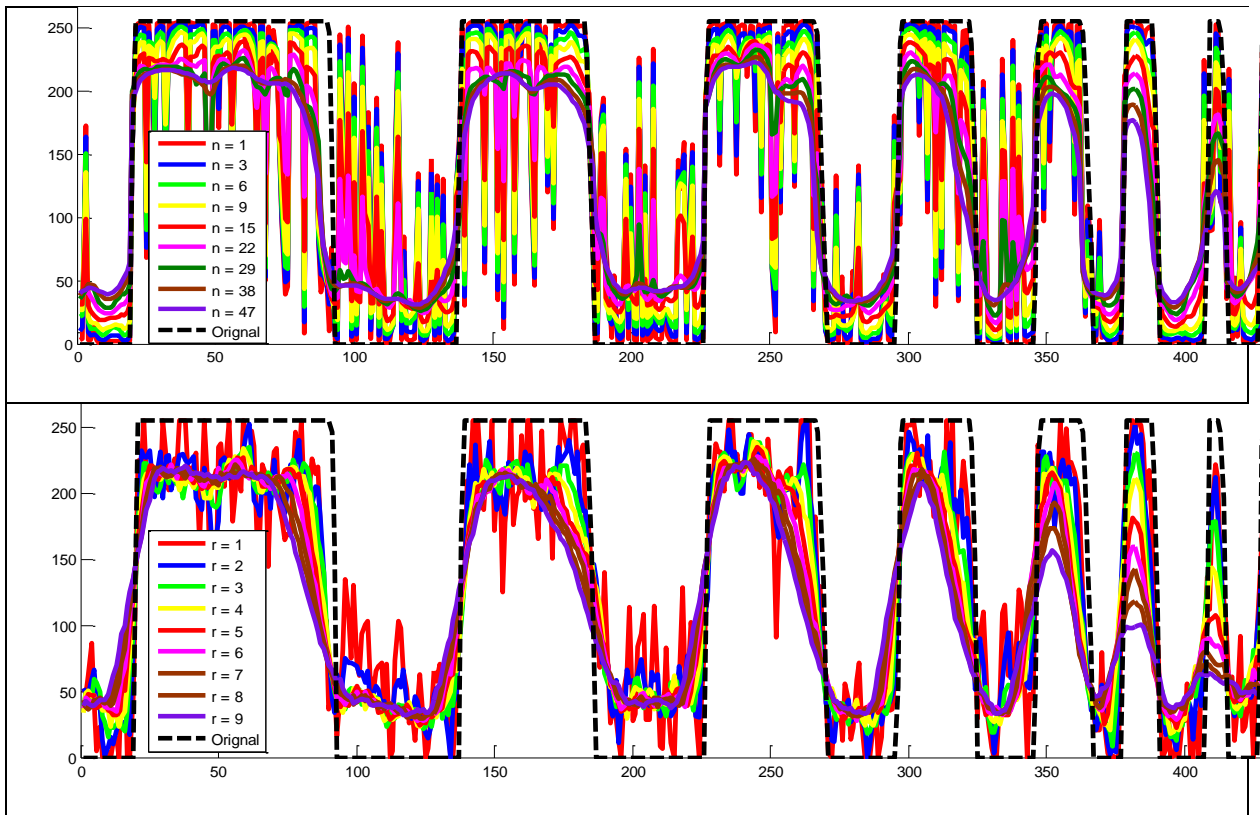 250
200
150
100
50
0
n = 1
n = 3
n = 6
n = 9
n = 15
n = 22
n = 29
n = 38
n = 47
Orignal
0 50 100 150 200 250 300 350 400
250
200
150
100
50
0
r = 1
r = 2
r = 3
r = 4
r = 5
r = 6
r = 7
r = 8
r = 9
Orignal
0 50 100 150 200 250 300 350 400